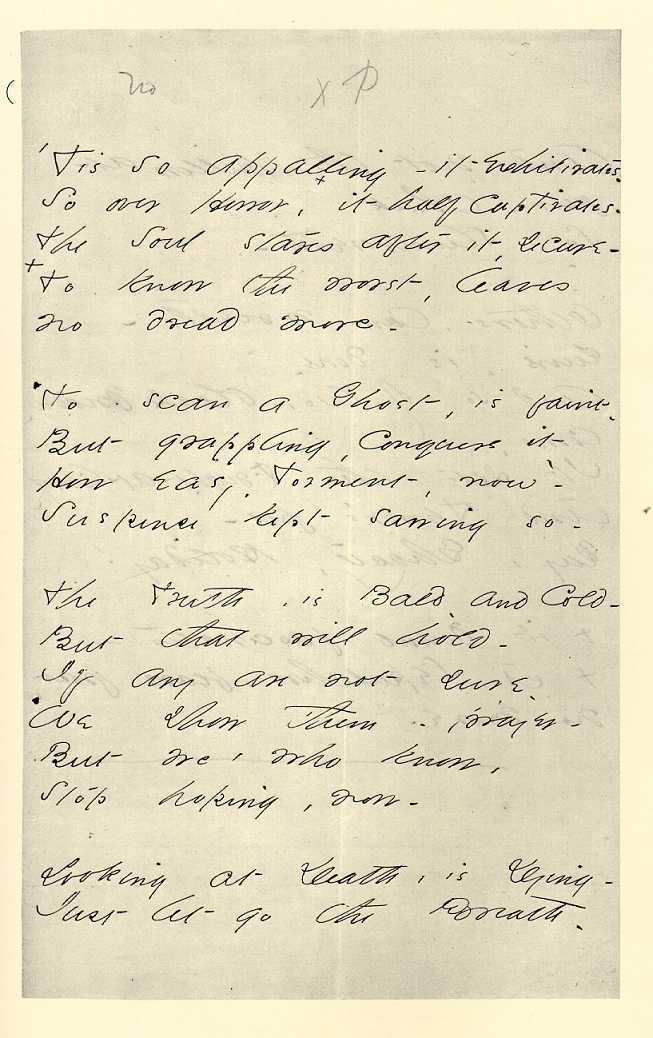 no x P
'Tis so appalling - it Exhilirates.
So over Horror, it half Captivates.
The Soul stares after it, secure -
To know the worst, leaves
no dread more -
To scan a Ghost, is faint.
But grappling, Conquers it -
How Easy, Torment, now -
Suspense kept sawing so -
The Truth, is Bald and Cold -
But that will hold -
If any are not sure
We show them - prayer -
But we, who know,
Stop hoping, now -
Looking at Death, is Dying -
Just let go the Breath -